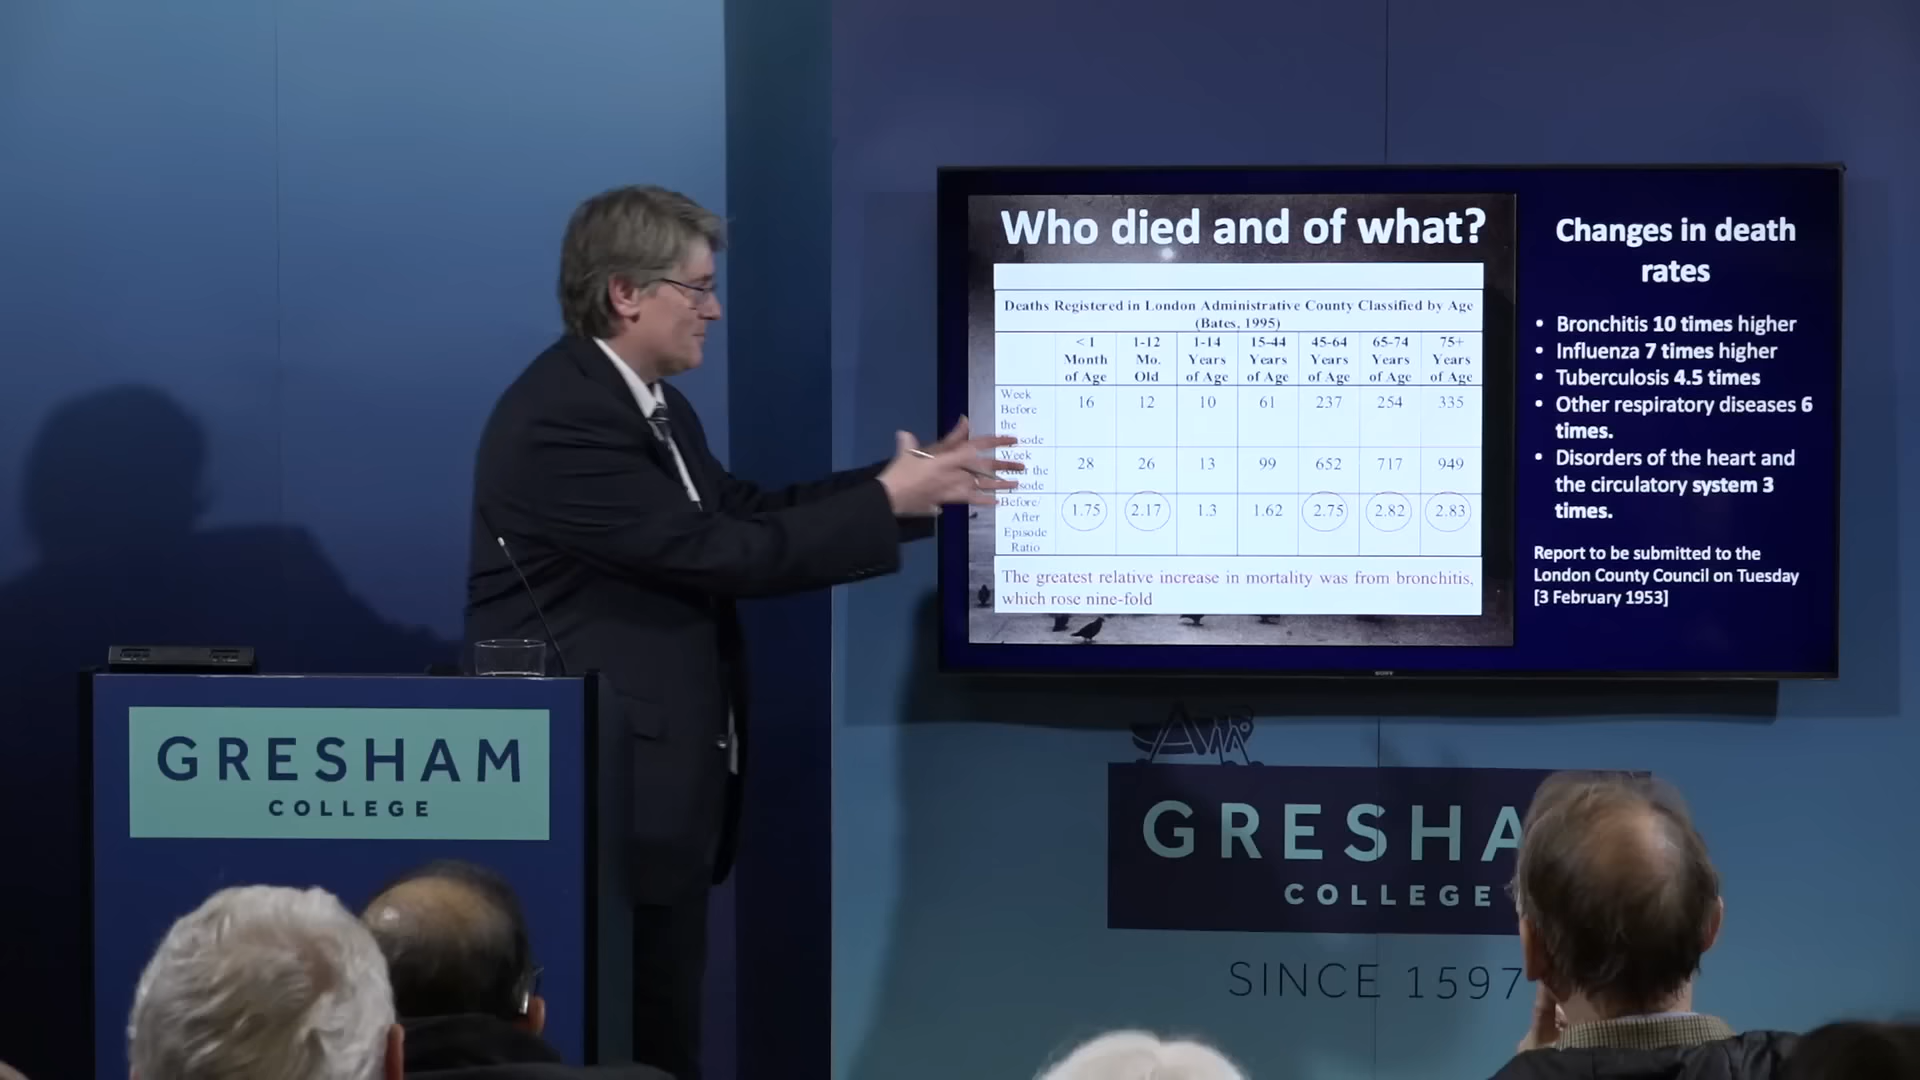 Who died and of what?
Deaths Registered in London Administrative County Classified by Age
(Bates, 1995)
< 1 Month of Age 1-12 Mo. Old 1-14 Years of Age 15-44 Years of Age 45-64 Years of Age 65-74 Years of Age 75+ Years of Age
Week Before the Episode 16 12 10 61 237 254 335
Week After the Episode 28 26 13 99 652 717 949
Before/ After Episode Ratio 1.75 2.17 1.3 1.62 2.75 2.82 2.83
The greatest relative increase in mortality was from bronchitis,
which rose nine-fold
Changes in death
rates
• Bronchitis 10 times higher
• Influenza 7 times higher
• Tuberculosis 4.5 times
• Other respiratory diseases 6
times.
• Disorders of the heart and
the circulatory system 3
times.
Report to be submitted to the
London County Council on Tuesday
[3 February 1953]
SONY
GRESHAM
COLLEGE
GRESHA
COLLEGE
SINCE 1597